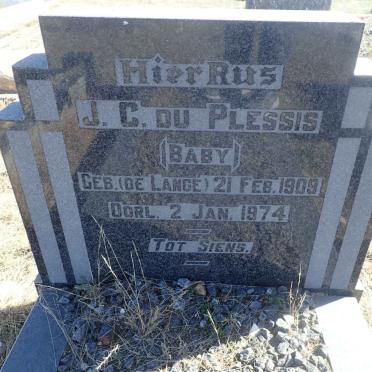 Hier Rus
J. C. du Plessis
(Baby)
Geb. (de Lange) 21 Feb. 1909
Oorl. 2 Jan. 1974
Tot Siens.